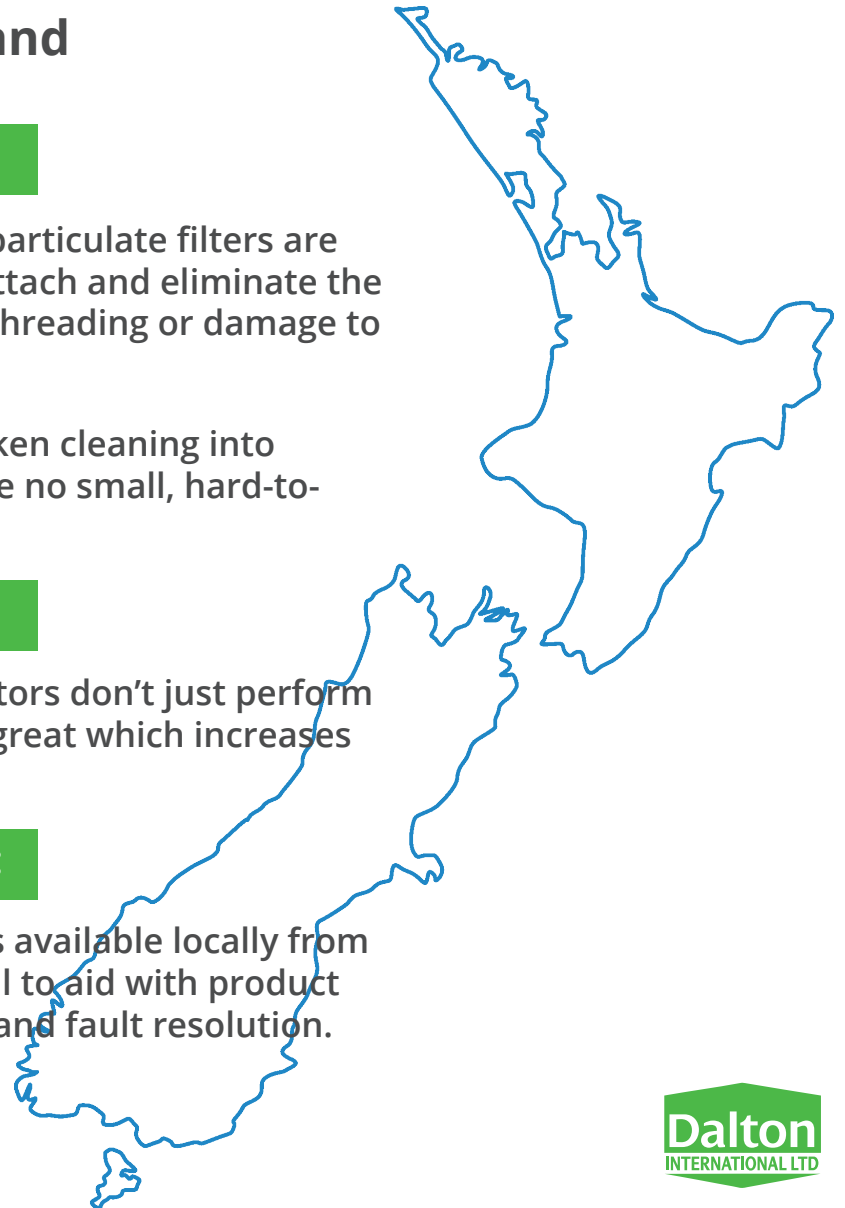 and
particulate filters are
ttach and eliminate the
hreading or damage to
ken cleaning into
e no small, hard-to-
tors don’t just perform
great which increases
s available locally from
l to aid with product
and fault resolution.
Dalton
INTERNATIONAL LTD